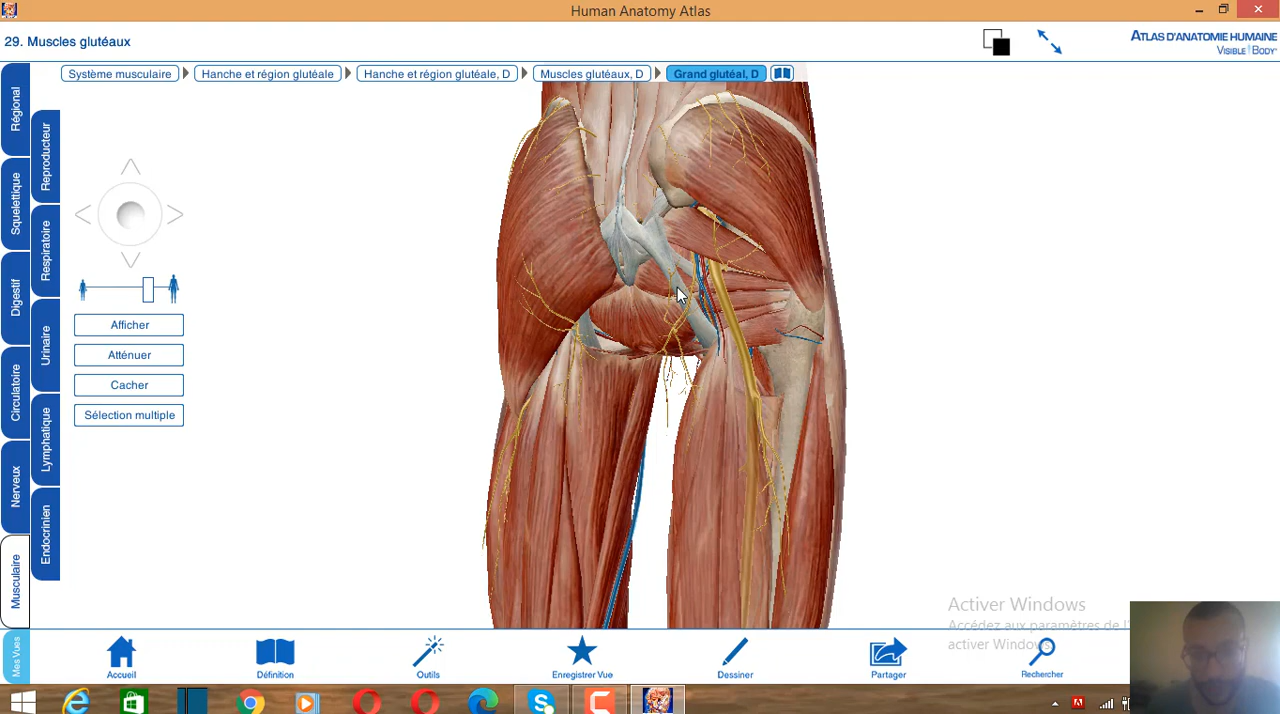 Human Anatomy Atlas
29. Muscles glutéaux
ATLAS D'ANATOMIE HUMAINE
VISIBLE BODY®
Système musculaire
Hanche et région glutéale
Hanche et région glutéale, D
Muscles glutéaux, D
Grand glutéal, D
Régional
Squelettique
Digestif
Circulatoire
Nerveux
Musculaire
Mes Vues
Reproducteur
Respiratoire
Urinaire
Lymphatique
Endocrinien
Afficher
Atténuer
Cacher
Sélection multiple
Activer Windows
Accédez aux paramètres de l'
activer Windows
Accueil
Définition
Outils
Enregistrer Vue
Dessiner
Partager
Rechercher